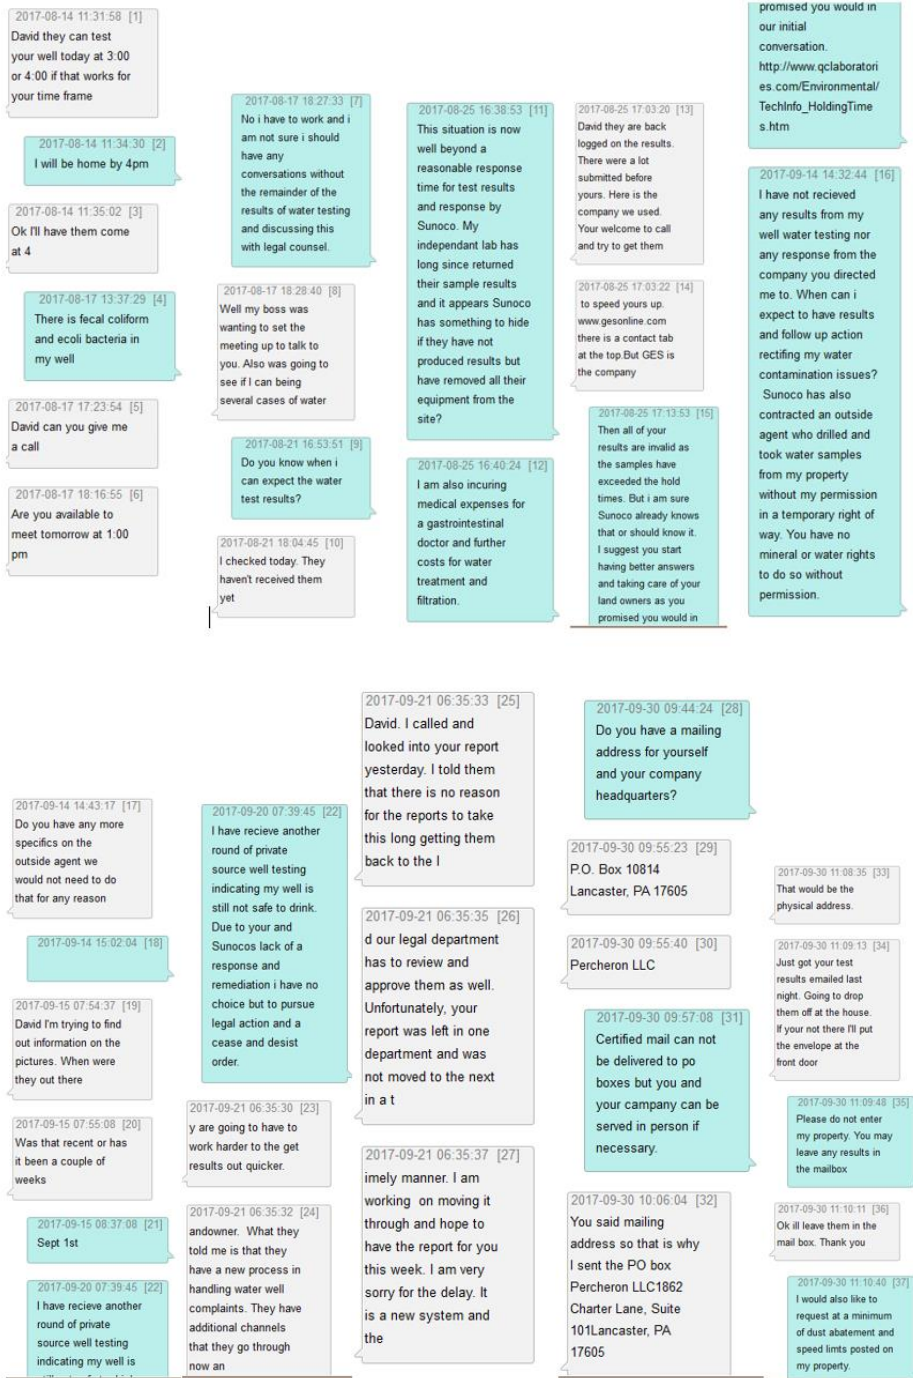 2017-08-14 11:31:58 [1]
David they can test
your well today at 3:00
or 4:00 if that works for
your time frame
2017-08-14 11:34:30 [2]
I will be home by 4pm
2017-08-14 11:35:02 [3]
Ok I'll have them come
at 4
2017-08-17 13:37:29 [4]
There is fecal coliform
and ecoli bacteria in
my well
2017-08-17 17:23:54 [5]
David can you give me
a call
2017-08-17 18:16:55 [6]
Are you available to
meet tomorrow at 1:00
pm
2017-08-17 18:27:33 [7]
No i have to work and i
am not sure i should
have any
conversations without
the remainder of the
results of water testing
and discussing this
with legal counsel.
2017-08-17 18:28:40 [8]
Well my boss was
wanting to set the
meeting up to talk to
you. Also was going to
see if I can being
several cases of water
2017-08-21 16:53:51 [9]
Do you know when i
can expect the water
test results?
2017-08-21 18:04:45 [10]
I checked today. They
haven't received them
yet
2017-08-25 16:38:53 [11]
This situation is now
well beyond a
reasonable response
time for test results
and response by
Sunoco. My
independant lab has
long since returned
their sample results
and it appears Sunoco
has something to hide
if they have not
produced results but
have removed all their
equipment from the
site?
2017-08-25 16:40:24 [12]
I am also incuring
medical expenses for
a gastrointestinal
doctor and further
costs for water
treatment and
filtration.
2017-08-25 17:03:20 [13]
David they are back
logged on the results.
There were a lot
submitted before
yours. Here is the
company we used.
Your welcome to call
and try to get them
2017-08-25 17:03:22 [14]
to speed yours up.
www.gesonline.com
there is a contact tab
at the top.But GES is
the company
2017-08-25 17:13:53 [15]
Then all of your
results are invalid as
the samples have
exceeded the hold
times. But i am sure
Sunoco already knows
that or should know it.
I suggest you start
having better answers
and taking care of your
land owners as you
promised you would in
promised you would in
our initial
conversation.
http://www.qclaboratori
es.com/Environmental/
TechInfo_HoldingTime
s.htm
2017-09-14 14:32:44 [16]
I have not recieved
any results from my
well water testing nor
any response from the
company you directed
me to. When can i
expect to have results
and follow up action
rectifing my water
contamination issues?
Sunoco has also
contracted an outside
agent who drilled and
took water samples
from my property
without my permission
in a temporary right of
way. You have no
mineral or water rights
to do so without
permission.
2017-09-14 14:43:17 [17]
Do you have any more
specifics on the
outside agent we
would not need to do
that for any reason
2017-09-14 15:02:04 [18]
2017-09-15 07:54:37 [19]
David I'm trying to find
out information on the
pictures. When were
they out there
2017-09-15 07:55:08 [20]
Was that recent or has
it been a couple of
weeks
2017-09-15 08:37:08 [21]
Sept 1st
2017-09-20 07:39:45 [22]
I have recieve another
round of private
source well testing
indicating my well is
2017-09-20 07:39:45 [22]
I have recieve another
round of private
source well testing
indicating my well is
still not safe to drink.
Due to your and
Sunocos lack of a
response and
remediation i have no
choice but to pursue
legal action and a
cease and desist
order.
2017-09-21 06:35:30 [23]
y are going to have to
work harder to the get
results out quicker.
2017-09-21 06:35:32 [24]
andowner. What they
told me is that they
have a new process in
handling water well
complaints. They have
additional channels
that they go through
now an
2017-09-21 06:35:33 [25]
David. I called and
looked into your report
yesterday. I told them
that there is no reason
for the reports to take
this long getting them
back to the l
2017-09-21 06:35:35 [26]
d our legal department
has to review and
approve them as well.
Unfortunately, your
report was left in one
department and was
not moved to the next
in a t
2017-09-21 06:35:37 [27]
imely manner. I am
working on moving it
through and hope to
have the report for you
this week. I am very
sorry for the delay. It
is a new system and
the
2017-09-30 09:44:24 [28]
Do you have a mailing
address for yourself
and your company
headquarters?
2017-09-30 09:55:23 [29]
P.O. Box 10814
Lancaster, PA 17605
2017-09-30 09:55:40 [30]
Percheron LLC
2017-09-30 09:57:08 [31]
Certified mail can not
be delivered to po
boxes but you and
your campany can be
served in person if
necessary.
2017-09-30 10:06:04 [32]
You said mailing
address so that is why
I sent the PO box
Percheron LLC1862
Charter Lane, Suite
101Lancaster, PA
17605
2017-09-30 11:08:35 [33]
That would be the
physical address.
2017-09-30 11:09:13 [34]
Just got your test
results emailed last
night. Going to drop
them off at the house.
If your not there I'll put
the envelope at the
front door
2017-09-30 11:09:48 [35]
Please do not enter
my property. You may
leave any results in
the mailbox
2017-09-30 11:10:11 [36]
Ok ill leave them in the
mail box. Thank you
2017-09-30 11:10:40 [37]
I would also like to
request at a minimum
of dust abatement and
speed limts posted on
my property.